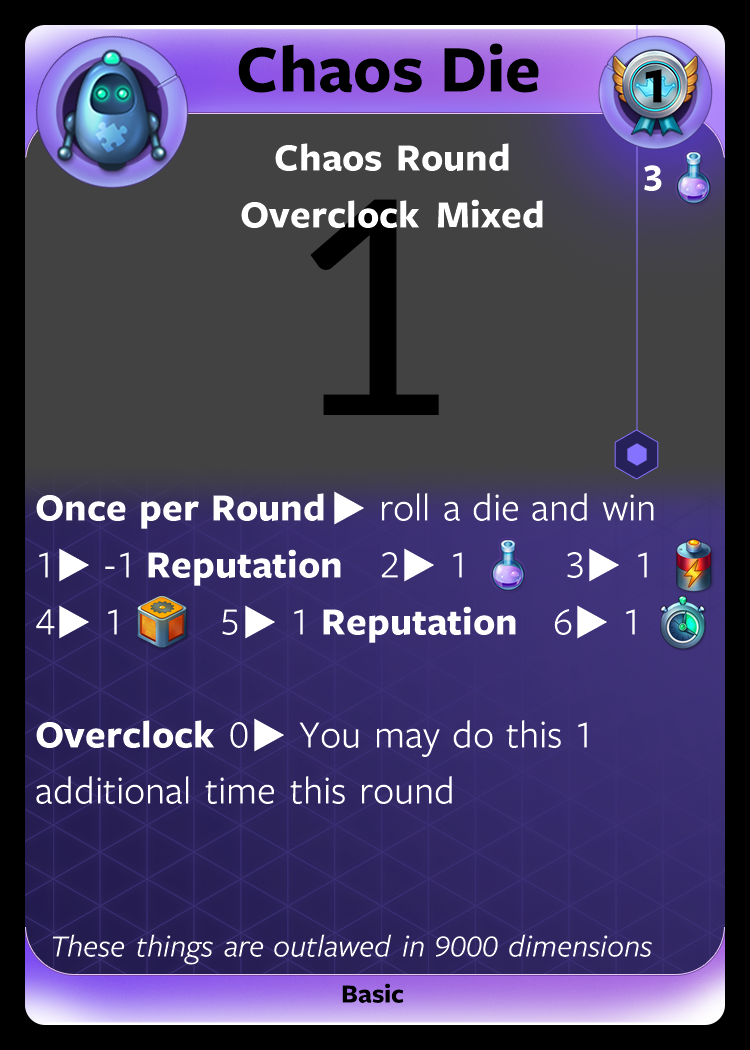 Chaos Die
1
Chaos Round
3
Overclock Mixed
1
Once per Round▶ roll a die and win
1▶ -1 Reputation 2▶ 1 3▶ 1
4▶ 1 5▶ 1 Reputation 6▶ 1
Overclock 0▶ You may do this 1
additional time this round
These things are outlawed in 9000 dimensions
Basic